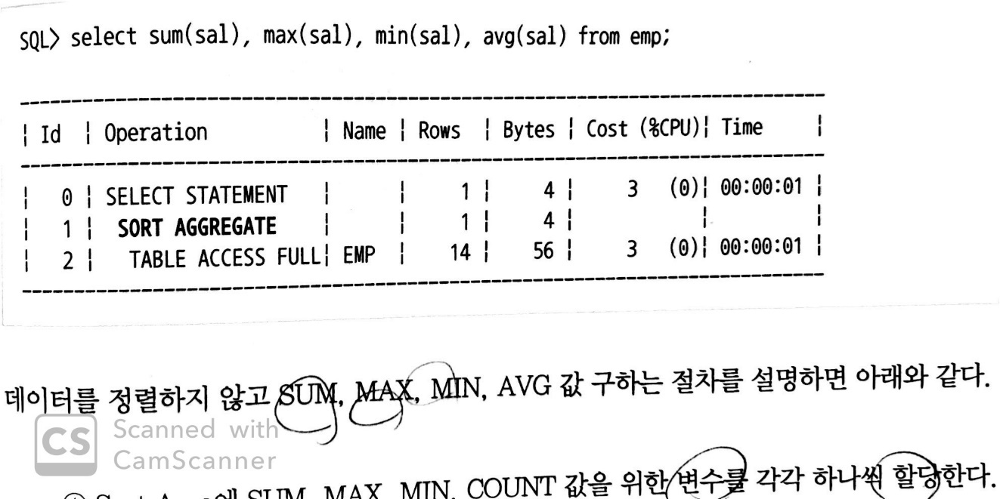 SQL> select sum(sal), max(sal), min(sal), avg(sal) from emp;
---------------------------------------------------------------------------
| Id | Operation | Name | Rows | Bytes | Cost (%CPU)| Time |
---------------------------------------------------------------------------
| 0 | SELECT STATEMENT | | 1 | 4 | 3 (0)| 00:00:01 |
| 1 | SORT AGGREGATE | | 1 | 4 | | |
| 2 | TABLE ACCESS FULL| EMP | 14 | 56 | 3 (0)| 00:00:01 |
---------------------------------------------------------------------------
데이터를 정렬하지 않고 SUM, MAX, MIN, AVG 값 구하는 절차를 설명하면 아래와 같다.
CS Scanned with
CamScanner
① Sort Area에 SUM, MAX, MIN, COUNT 값을 위한 변수를 각각 하나씩 할당한다.